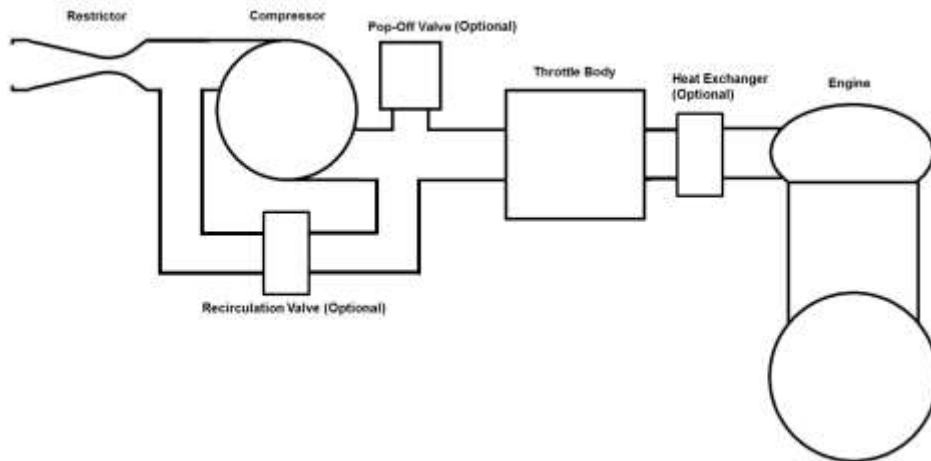 Restrictor
Compressor
Pop-Off Valve (Optional)
Throttle Body
Heat Exchanger
(Optional)
Engine
Recirculation Valve (Optional)